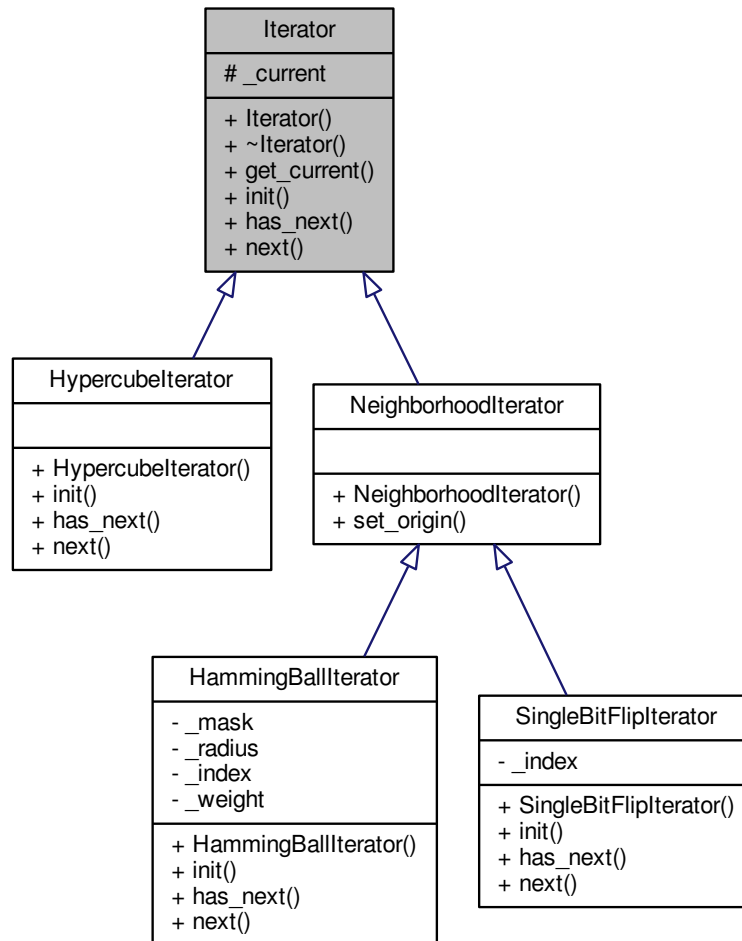 Iterator
# _current
+ Iterator()
+ ~Iterator()
+ get_current()
+ init()
+ has_next()
+ next()
HypercubeIterator
+ HypercubeIterator()
+ init()
+ has_next()
+ next()
NeighborhoodIterator
+ NeighborhoodIterator()
+ set_origin()
HammingBallIterator
- _mask
- _radius
- _index
- _weight
+ HammingBallIterator()
+ init()
+ has_next()
+ next()
SingleBitFlipIterator
- _index
+ SingleBitFlipIterator()
+ init()
+ has_next()
+ next()